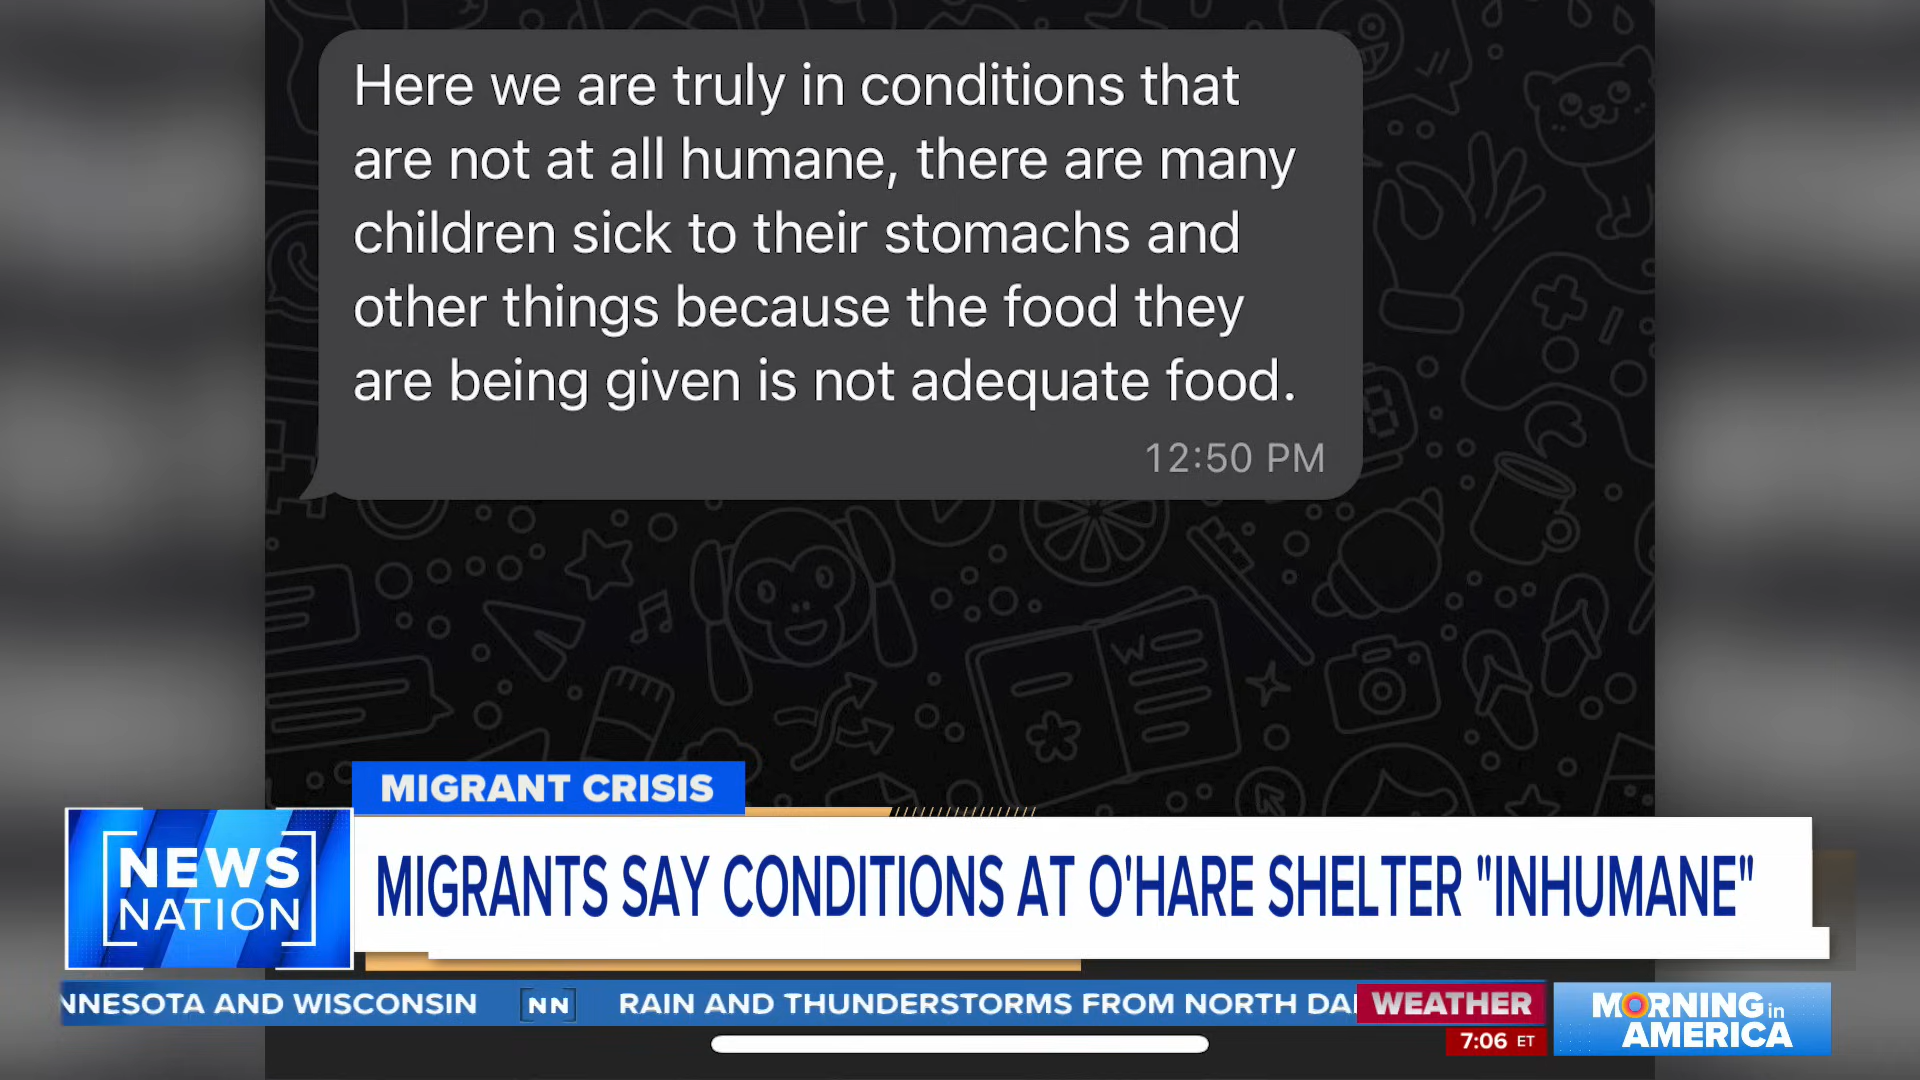 Here we are truly in conditions that
are not at all humane, there are many
children sick to their stomachs and
other things because the food they
are being given is not adequate food.
12:50 PM
W
MIGRANT CRISIS
NEWS
NATION
MIGRANTS SAY CONDITIONS AT O'HARE SHELTER "INHUMANE"
NNESOTA AND WISCONSIN [NN] RAIN AND THUNDERSTORMS FROM NORTH DA
WEATHER
7:06 ET
MORNING in
AMERICA